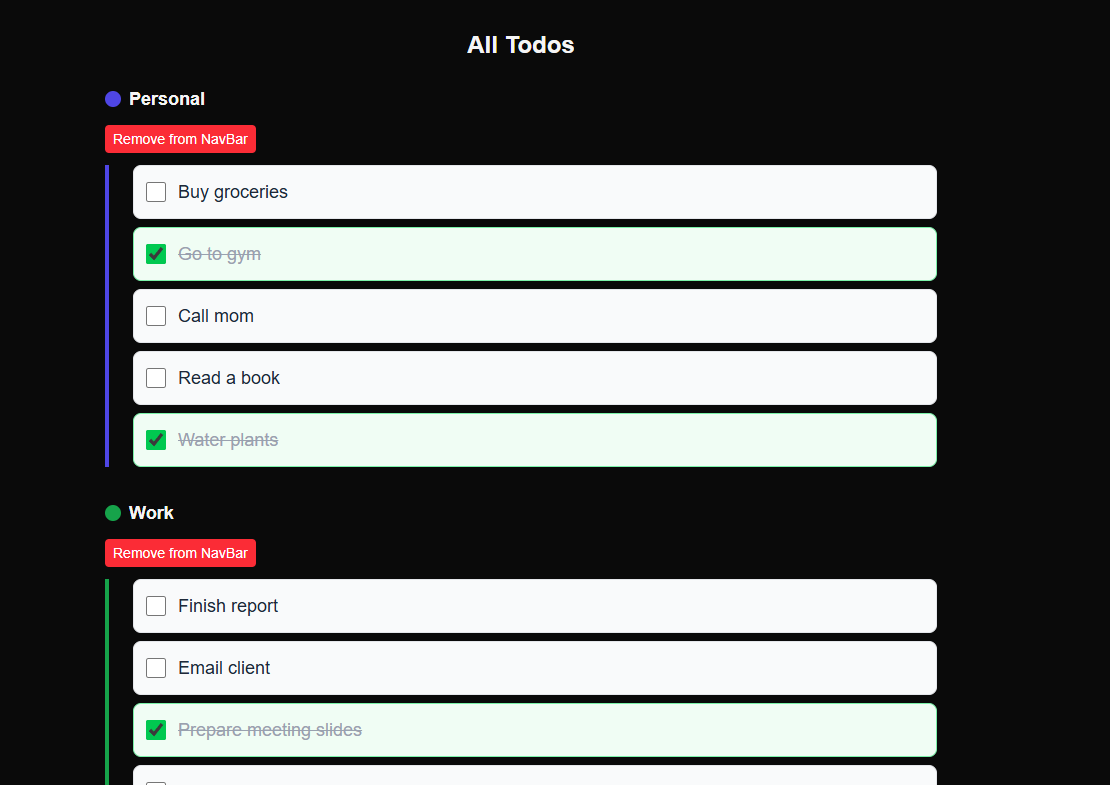 All Todos
Personal
Remove from NavBar
Buy groceries
Go to gym
Call mom
Read a book
Water plants
Work
Remove from NavBar
Finish report
Email client
Prepare meeting slides